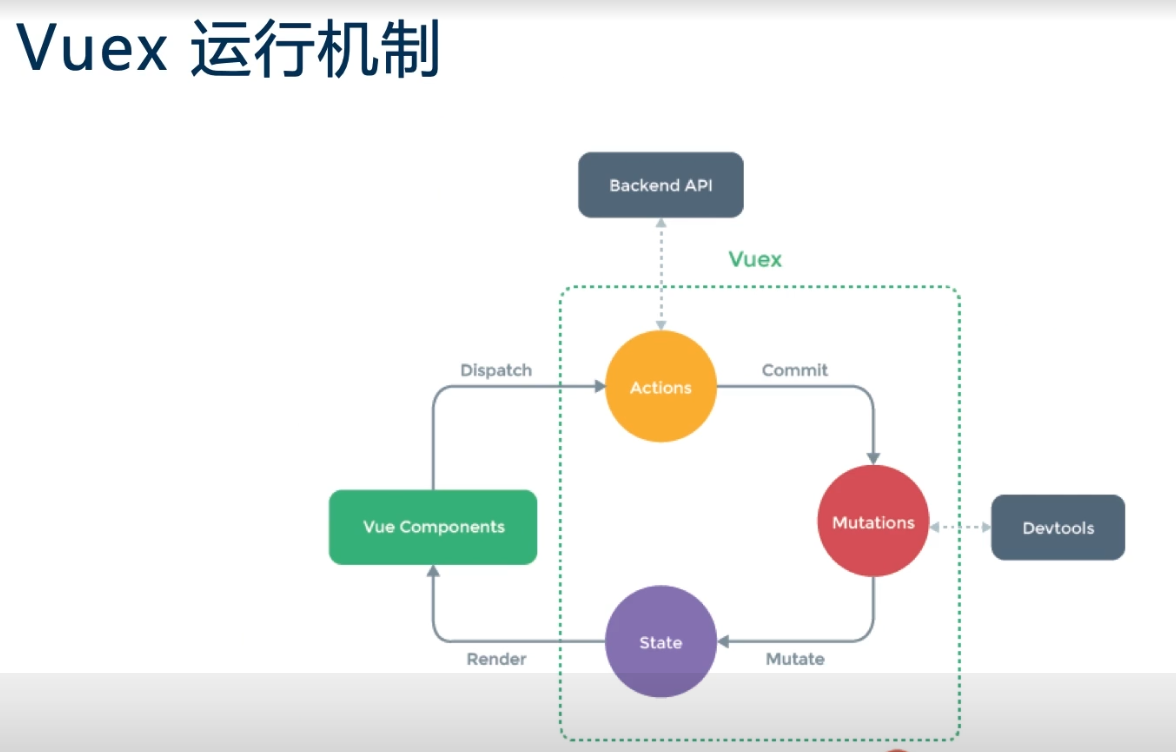 Vuex 运行机制
Backend API
Vuex
Dispatch
Actions
Commit
Vue Components
Mutations
Devtools
State
Render
Mutate